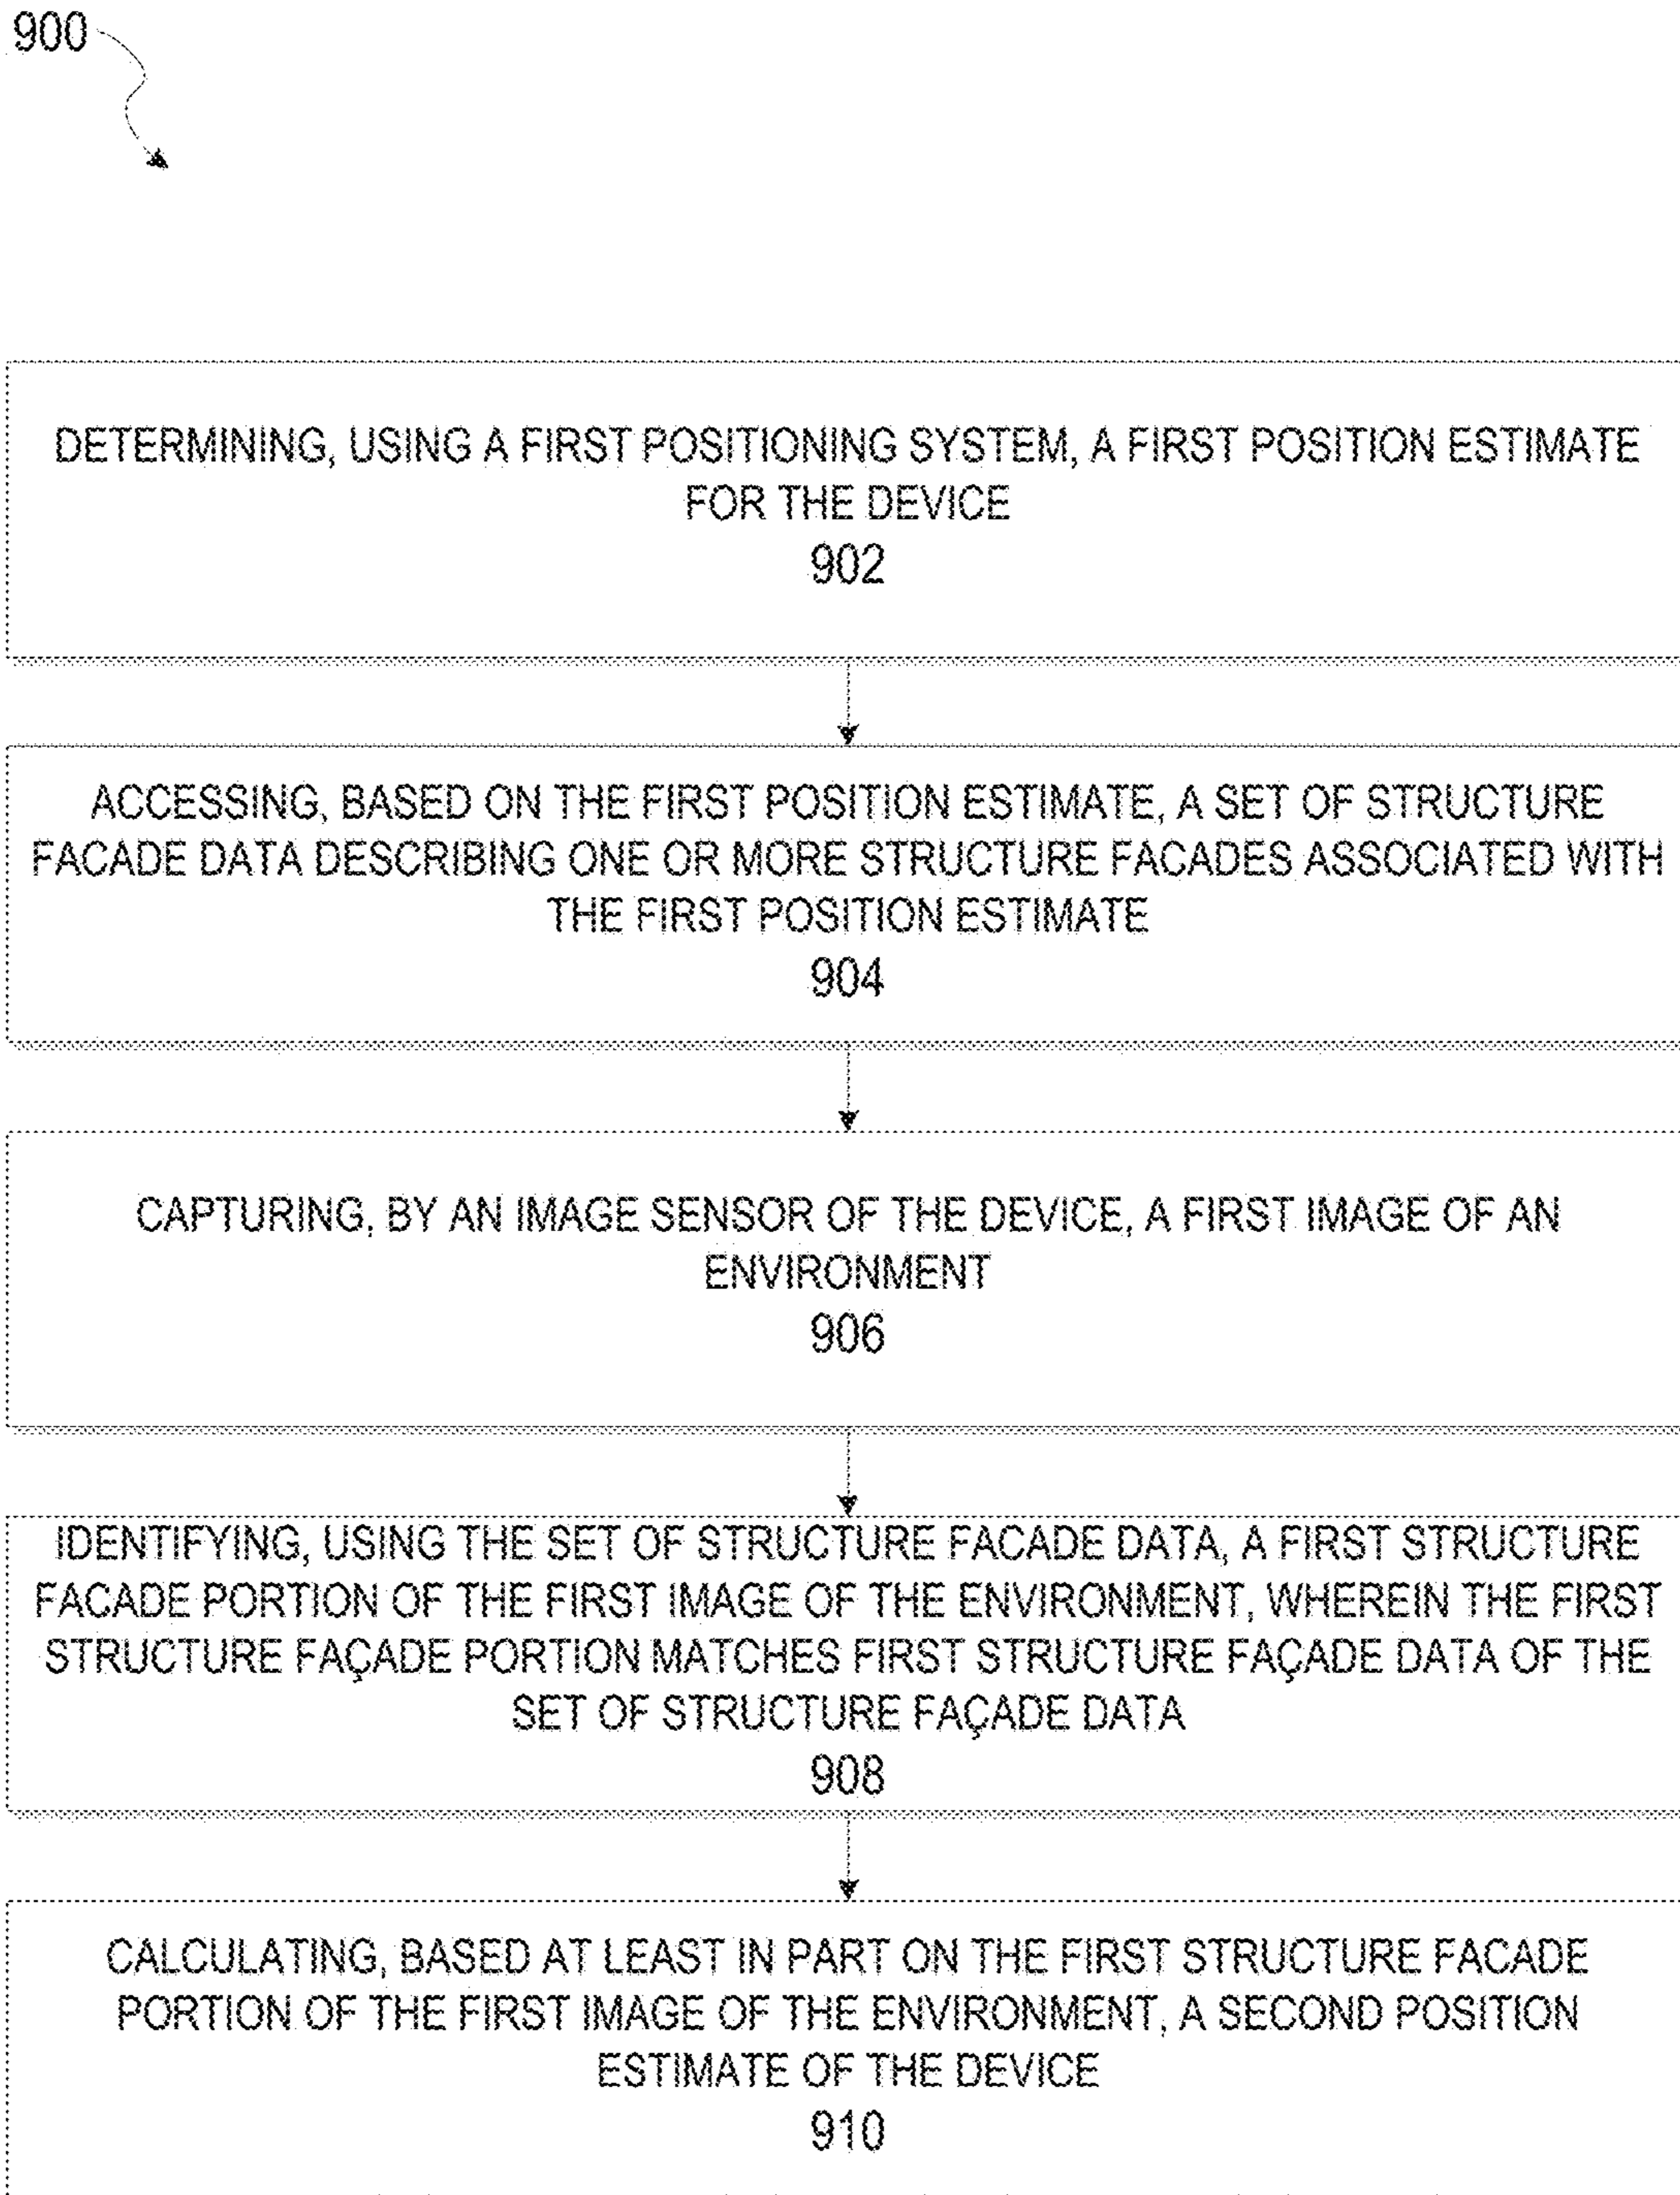 900
DETERMINING, USING A FIRST POSITIONING SYSTEM, A FIRST POSITION ESTIMATE
FOR THE DEVICE
902
ACCESSING, BASED ON THE FIRST POSITION ESTIMATE, A SET OF STRUCTURE
FACADE DATA DESCRIBING ONE OR MORE STRUCTURE FACADES ASSOCIATED WITH
THE FIRST POSITION ESTIMATE
904
CAPTURING, BY AN IMAGE SENSOR OF THE DEVICE, A FIRST IMAGE OF AN
ENVIRONMENT
906
IDENTIFYING, USING THE SET OF STRUCTURE FACADE DATA, A FIRST STRUCTURE
FACADE PORTION OF THE FIRST IMAGE OF THE ENVIRONMENT, WHEREIN THE FIRST
STRUCTURE FAÇADE PORTION MATCHES FIRST STRUCTURE FAÇADE DATA OF THE
SET OF STRUCTURE FAÇADE DATA
908
CALCULATING, BASED AT LEAST IN PART ON THE FIRST STRUCTURE FACADE
PORTION OF THE FIRST IMAGE OF THE ENVIRONMENT, A SECOND POSITION
ESTIMATE OF THE DEVICE
910